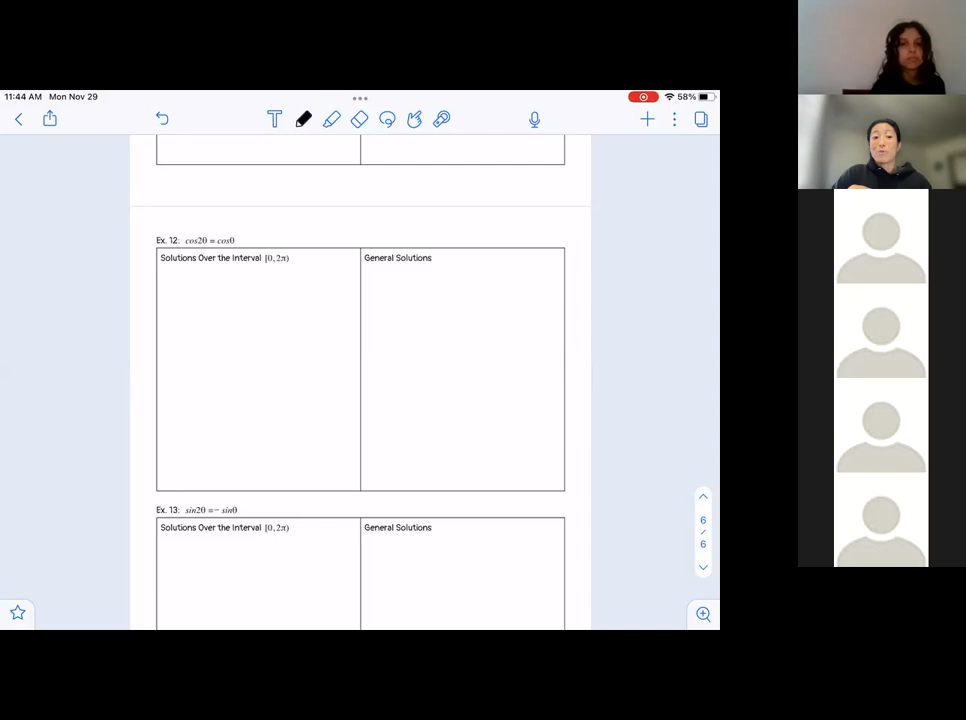 11:44 AM Mon Nov 29
58%
Ex. 12: cos2θ = cosθ
Solutions Over the Interval [0, 2π)
General Solutions
Ex. 13: sin2θ =− sinθ
Solutions Over the Interval [0, 2π)
General Solutions
6
/
6